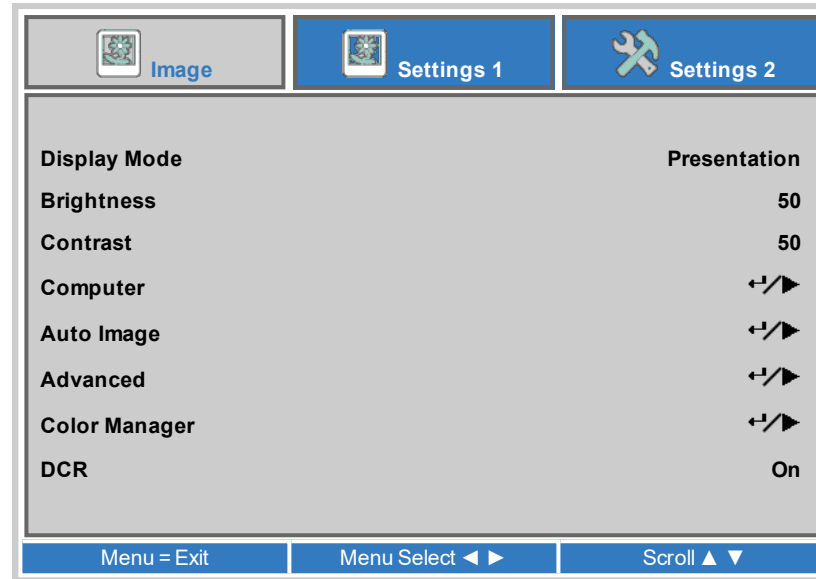 Image Settings 1 Settings 2
Display Mode Presentation
Brightness 50
Contrast 50
Computer ↵/▶
Auto Image ↵/▶
Advanced ↵/▶
Color Manager ↵/▶
DCR On
Menu = Exit Menu Select ◄ ► Scroll ▲ ▼